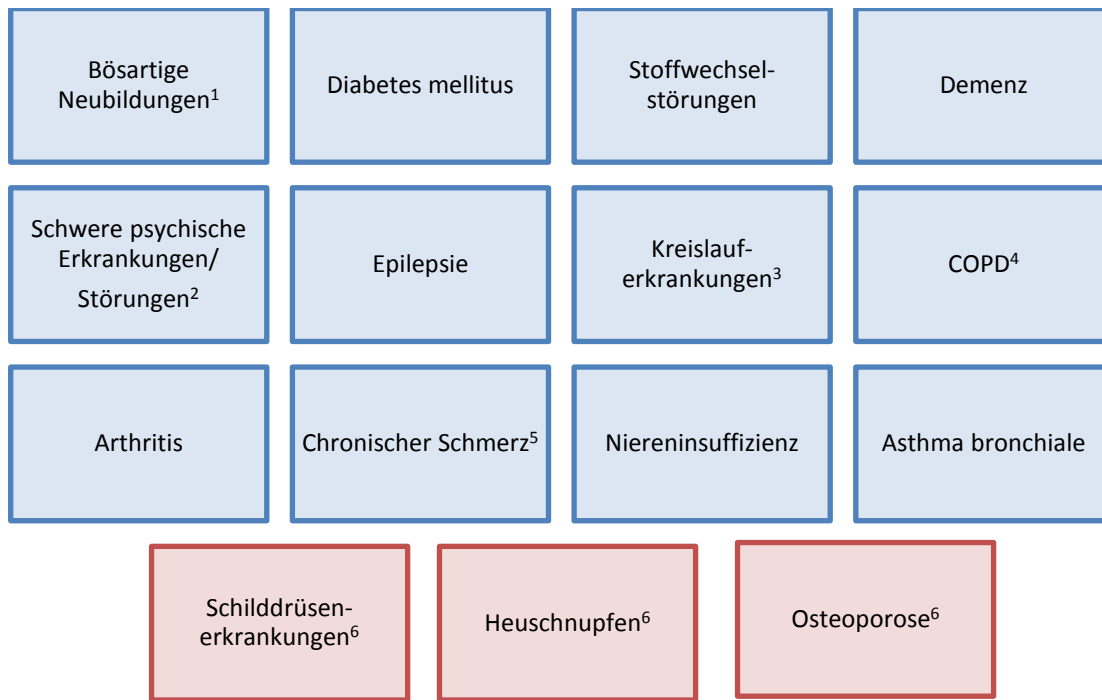 Bösartige
Neubildungen¹
Diabetes mellitus
Stoffwechsel-
störungen
Demenz
Schwere psychische
Erkrankungen/
Störungen²
Epilepsie
Kreislauf-
erkrankungen³
COPD⁴
Arthritis
Chronischer Schmerz⁵
Niereninsuffizienz
Asthma bronchiale
Schilddrüsen-
erkrankungen⁶
Heuschnupfen⁶
Osteoporose⁶